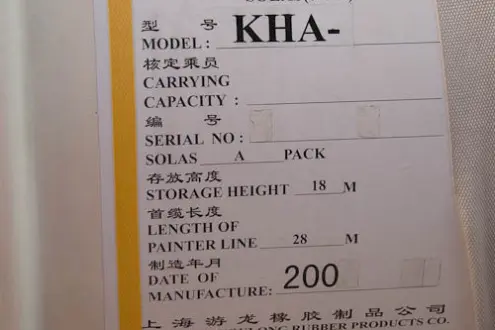 型 号
MODEL : KHA-
核定乘员
CARRYING
CAPACITY :
编 号
SERIAL NO :
SOLAS A PACK
存放高度
STORAGE HEIGHT 18 M
首缆长度
LENGTH OF
PAINTER LINE 28 M
制造年月
DATE OF
MANUFACTURE: 200
上海游龙橡胶制品公司
RUBBER PRODUCTS CO.